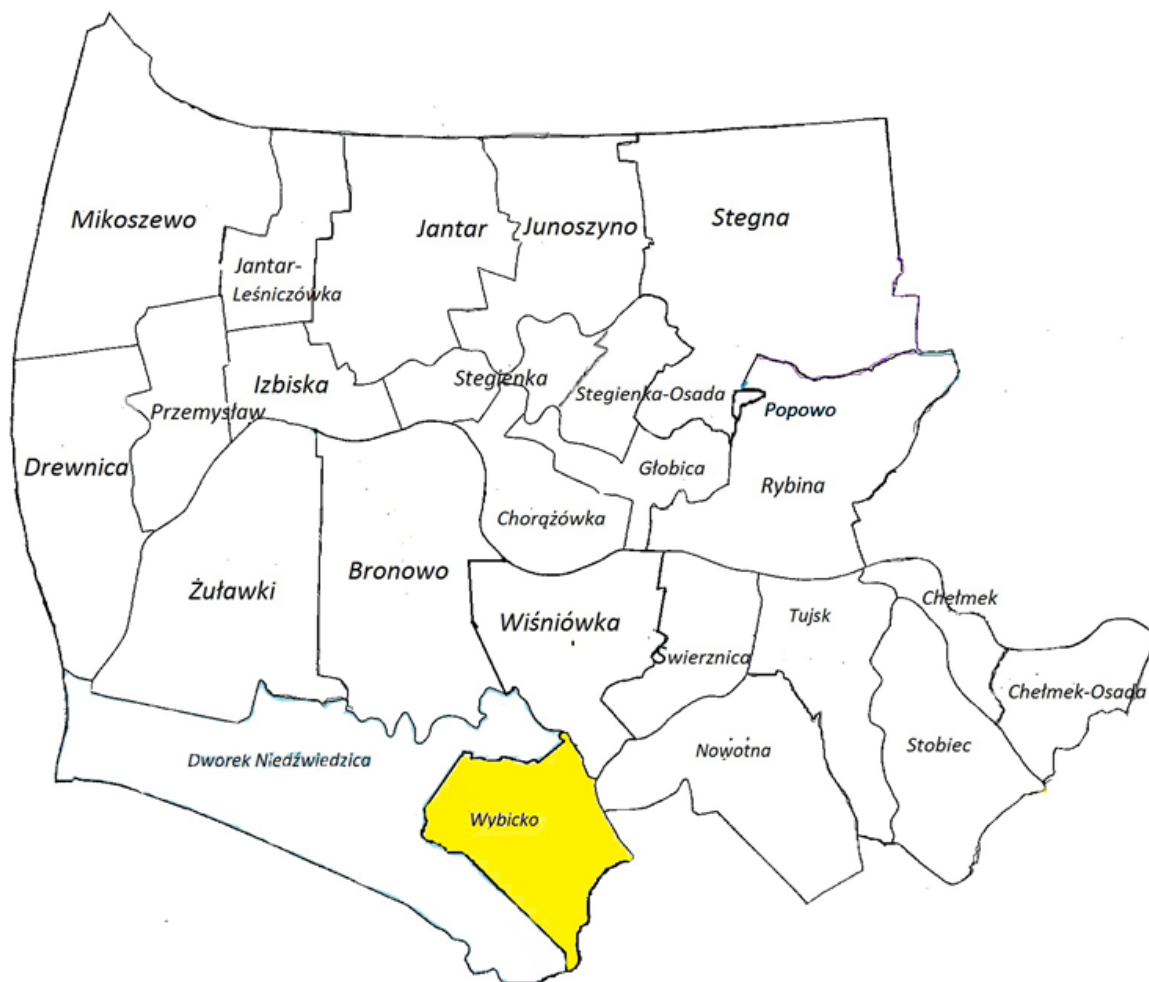 Mikoszewo
Jantar
Junoszyno
Stegna
Jantar-
Leśniczówka
Izbiska
Stegienka
Stegienka-Osada
Przemysław
Popowo
Drewnica
Głobica
Rybina
Chorążówka
Żuławki
Bronowo
Wiśniówka
Chełmek
Tujsk
Świerznica
Chełmek-Osada
Dworek Niedźwiedzica
Nowotna
Stobiec
Wybicko